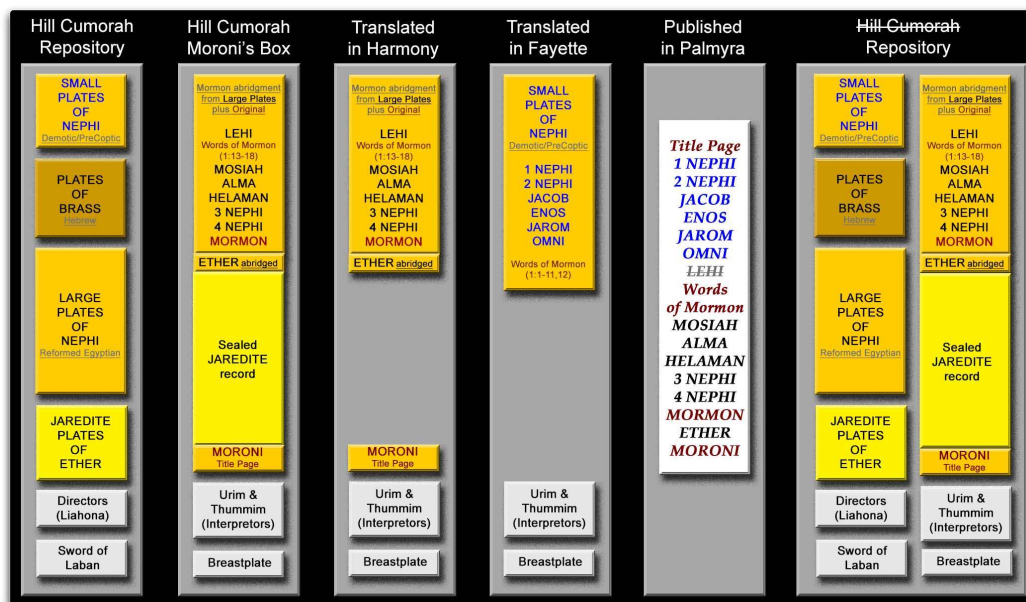 Hill Cumorah
Repository
SMALL
PLATES
OF
NEPHI
Demotic/PreCoptic
PLATES
OF
BRASS
Hebrew
LARGE
PLATES
OF
NEPHI
Reformed Egyptian
JAREDITE
PLATES
OF
ETHER
Directors
(Liahona)
Sword of
Laban
Hill Cumorah
Moroni's Box
Mormon abridgment
from Large Plates
plus Original
LEHI
Words of Mormon
(1:13-18)
MOSIAH
ALMA
HELAMAN
3 NEPHI
4 NEPHI
MORMON
ETHER abridged
Sealed
JAREDITE
record
MORONI
Title Page
Urim &
Thummim
(Interpretors)
Breastplate
Translated
in Harmony
Mormon abridgment
from Large Plates
plus Original
LEHI
Words of Mormon
(1:13-18)
MOSIAH
ALMA
HELAMAN
3 NEPHI
4 NEPHI
MORMON
ETHER abridged
MORONI
Title Page
Urim &
Thummim
(Interpretors)
Breastplate
Translated
in Fayette
SMALL
PLATES
OF
NEPHI
Demotic/PreCoptic
1 NEPHI
2 NEPHI
JACOB
ENOS
JAROM
OMNI
Words of Mormon
(1:1-11,12)
Urim &
Thummim
(Interpretors)
Breastplate
Published
in Palmyra
Title Page
1 NEPHI
2 NEPHI
JACOB
ENOS
JAROM
OMNI
LEHI
Words
of Mormon
MOSIAH
ALMA
HELAMAN
3 NEPHI
4 NEPHI
MORMON
ETHER
MORONI
Hill Cumorah
Repository
SMALL
PLATES
OF
NEPHI
Demotic/PreCoptic
PLATES
OF
BRASS
Hebrew
LARGE
PLATES
OF
NEPHI
Reformed Egyptian
JAREDITE
PLATES
OF
ETHER
Directors
(Liahona)
Sword of
Laban
Mormon abridgment
from Large Plates
plus Original
LEHI
Words of Mormon
(1:13-18)
MOSIAH
ALMA
HELAMAN
3 NEPHI
4 NEPHI
MORMON
ETHER abridged
Sealed
JAREDITE
record
MORONI
Title Page
Urim &
Thummim
(Interpretors)
Breastplate